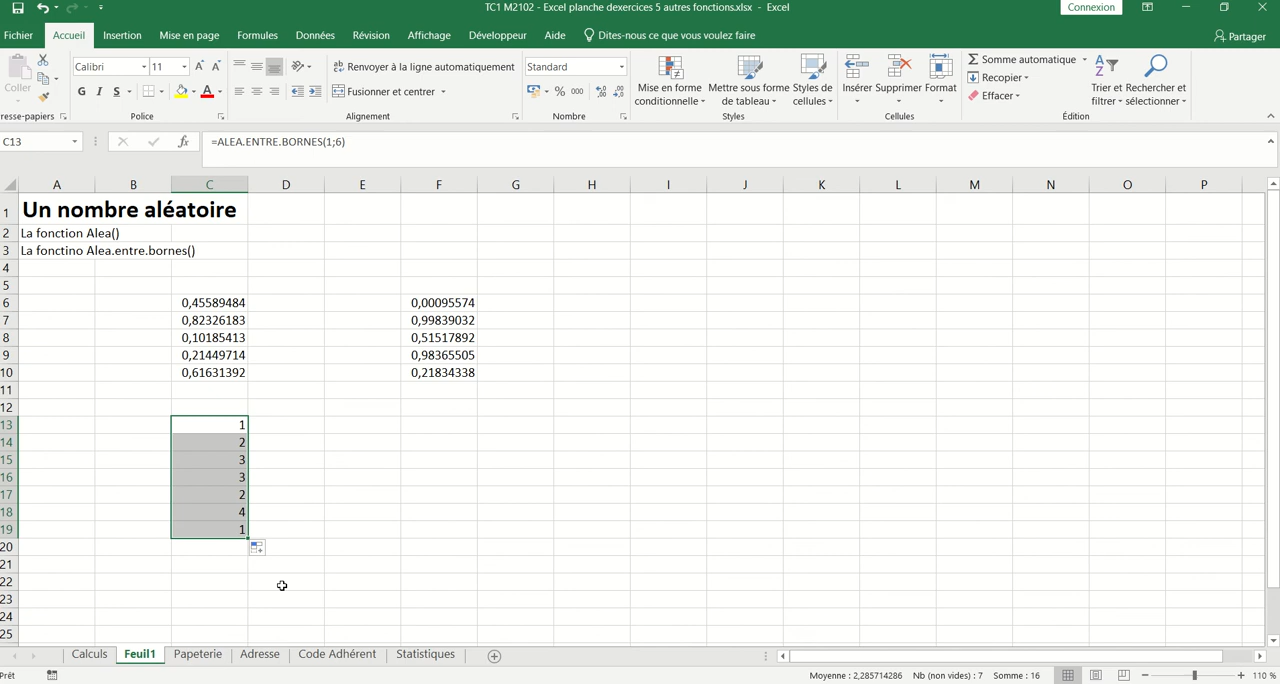 TC1 M2102 - Excel planche dexercices 5 autres fonctions.xlsx - Excel
Connexion
Fichier Accueil Insertion Mise en page Formules Données Révision Affichage Développeur Aide Dites-nous ce que vous voulez faire
Partager
Coller
Calibri 11
G I S
A A
Renvoyer à la ligne automatiquement
Fusionner et centrer
Standard
% 000
Mise en forme conditionnelle
Mettre sous forme de tableau
Styles de cellules
Insérer Supprimer Format
Somme automatique
Recopier
Effacer
Trier et filtrer
Rechercher et sélectionner
resse-papiers Police Alignement Nombre Styles Cellules Édition
C13 fx =ALEA.ENTRE.BORNES(1;6)
A B C D E F G H I J K L M N O P
1 Un nombre aléatoire
2 La fonction Alea()
3 La fonctino Alea.entre.bornes()
4
5
6 0,45589484 0,00095574
7 0,82326183 0,99839032
8 0,10185413 0,51517892
9 0,21449714 0,98365505
10 0,61631392 0,21834338
11
12
13 1
14 2
15 3
16 3
17 2
18 4
19 1
20
21
22
23
24
25
Calculs Feuil1 Papeterie Adresse Code Adhérent Statistiques
Prêt Moyenne : 2,285714286 Nb (non vides) : 7 Somme : 16 110 %